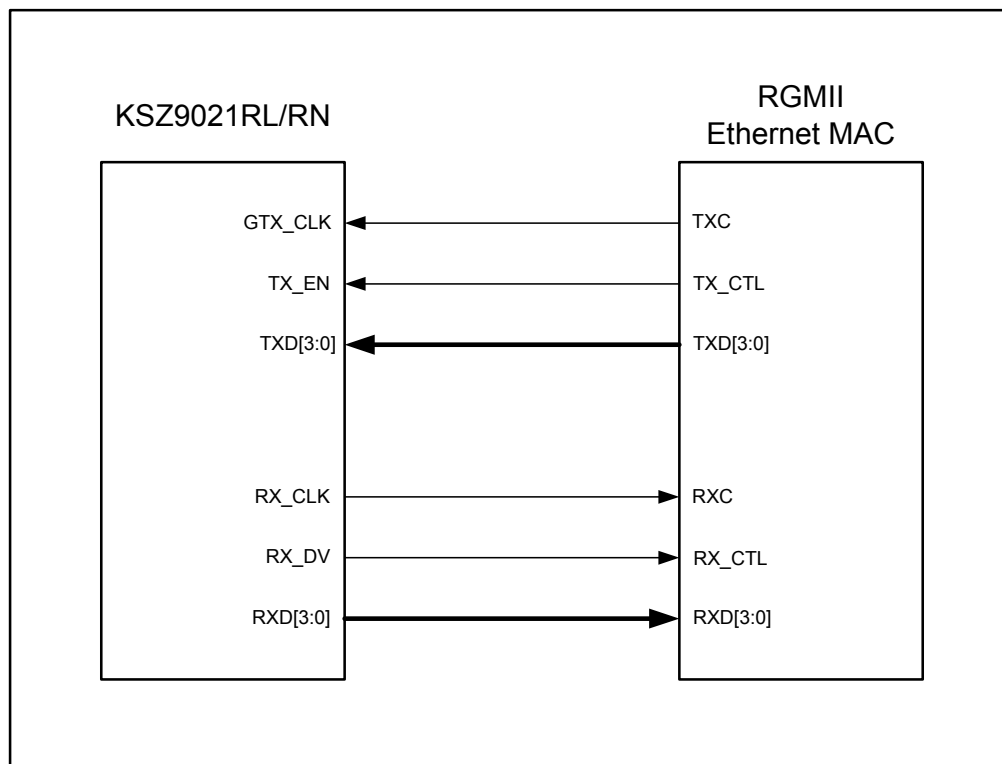 KSZ9021RL/RN
RGMII
Ethernet MAC
GTX_CLK
TXC
TX_EN
TX_CTL
TXD[3:0]
TXD[3:0]
RX_CLK
RXC
RX_DV
RX_CTL
RXD[3:0]
RXD[3:0]